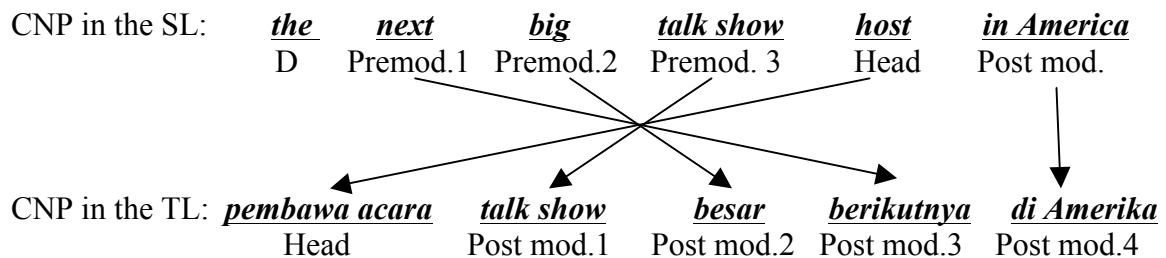 CNP in the SL: the next big talk show host in America
D Premod.1 Premod.2 Premod. 3 Head Post mod.
CNP in the TL: pembawa acara talk show besar berikutnya di Amerika
Head Post mod.1 Post mod.2 Post mod.3 Post mod.4